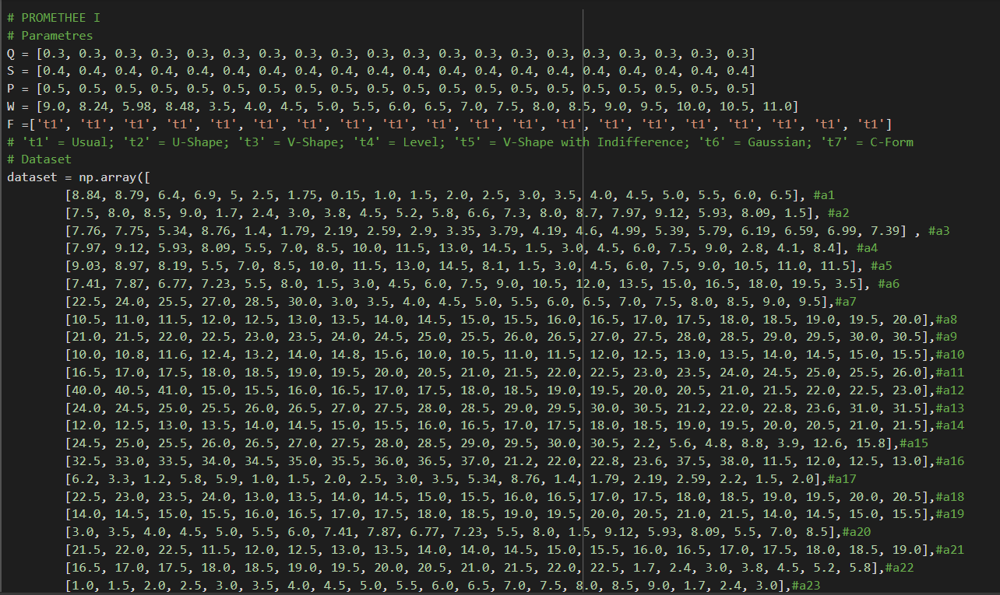 # PROMETHEE I
# Parametres
Q = [0.3, 0.3, 0.3, 0.3, 0.3, 0.3, 0.3, 0.3, 0.3, 0.3, 0.3, 0.3, 0.3, 0.3, 0.3, 0.3, 0.3, 0.3, 0.3, 0.3]
S = [0.4, 0.4, 0.4, 0.4, 0.4, 0.4, 0.4, 0.4, 0.4, 0.4, 0.4, 0.4, 0.4, 0.4, 0.4, 0.4, 0.4, 0.4, 0.4, 0.4]
P = [0.5, 0.5, 0.5, 0.5, 0.5, 0.5, 0.5, 0.5, 0.5, 0.5, 0.5, 0.5, 0.5, 0.5, 0.5, 0.5, 0.5, 0.5, 0.5, 0.5]
W = [9.0, 8.24, 5.98, 8.48, 3.5, 4.0, 4.5, 5.0, 5.5, 6.0, 6.5, 7.0, 7.5, 8.0, 8.5, 9.0, 9.5, 10.0, 10.5, 11.0]
F =['t1', 't1', 't1', 't1', 't1', 't1', 't1', 't1', 't1', 't1', 't1', 't1', 't1', 't1', 't1', 't1', 't1', 't1', 't1', 't1']
# 't1' = Usual; 't2' = U-Shape; 't3' = V-Shape; 't4' = Level; 't5' = V-Shape with Indifference; 't6' = Gaussian; 't7' = C-Form
# Dataset
dataset = np.array([
[8.84, 8.79, 6.4, 6.9, 5, 2.5, 1.75, 0.15, 1.0, 1.5, 2.0, 2.5, 3.0, 3.5, 4.0, 4.5, 5.0, 5.5, 6.0, 6.5], #a1
[7.5, 8.0, 8.5, 9.0, 1.7, 2.4, 3.0, 3.8, 4.5, 5.2, 5.8, 6.6, 7.3, 8.0, 8.7, 7.97, 9.12, 5.93, 8.09, 1.5], #a2
[7.76, 7.75, 5.34, 8.76, 1.4, 1.79, 2.19, 2.59, 2.9, 3.35, 3.79, 4.19, 4.6, 4.99, 5.39, 5.79, 6.19, 6.59, 6.99, 7.39] , #a3
[7.97, 9.12, 5.93, 8.09, 5.5, 7.0, 8.5, 10.0, 11.5, 13.0, 14.5, 1.5, 3.0, 4.5, 6.0, 7.5, 9.0, 2.8, 4.1, 8.4], #a4
[9.03, 8.97, 8.19, 5.5, 7.0, 8.5, 10.0, 11.5, 13.0, 14.5, 8.1, 1.5, 3.0, 4.5, 6.0, 7.5, 9.0, 10.5, 11.0, 11.5], #a5
[7.41, 7.87, 6.77, 7.23, 5.5, 8.0, 1.5, 3.0, 4.5, 6.0, 7.5, 9.0, 10.5, 12.0, 13.5, 15.0, 16.5, 18.0, 19.5, 3.5], #a6
[22.5, 24.0, 25.5, 27.0, 28.5, 30.0, 3.0, 3.5, 4.0, 4.5, 5.0, 5.5, 6.0, 6.5, 7.0, 7.5, 8.0, 8.5, 9.0, 9.5],#a7
[10.5, 11.0, 11.5, 12.0, 12.5, 13.0, 13.5, 14.0, 14.5, 15.0, 15.5, 16.0, 16.5, 17.0, 17.5, 18.0, 18.5, 19.0, 19.5, 20.0],#a8
[21.0, 21.5, 22.0, 22.5, 23.0, 23.5, 24.0, 24.5, 25.0, 25.5, 26.0, 26.5, 27.0, 27.5, 28.0, 28.5, 29.0, 29.5, 30.0, 30.5],#a9
[10.0, 10.8, 11.6, 12.4, 13.2, 14.0, 14.8, 15.6, 10.0, 10.5, 11.0, 11.5, 12.0, 12.5, 13.0, 13.5, 14.0, 14.5, 15.0, 15.5],#a10
[16.5, 17.0, 17.5, 18.0, 18.5, 19.0, 19.5, 20.0, 20.5, 21.0, 21.5, 22.0, 22.5, 23.0, 23.5, 24.0, 24.5, 25.0, 25.5, 26.0],#a11
[40.0, 40.5, 41.0, 15.0, 15.5, 16.0, 16.5, 17.0, 17.5, 18.0, 18.5, 19.0, 19.5, 20.0, 20.5, 21.0, 21.5, 22.0, 22.5, 23.0],#a12
[24.0, 24.5, 25.0, 25.5, 26.0, 26.5, 27.0, 27.5, 28.0, 28.5, 29.0, 29.5, 30.0, 30.5, 21.2, 22.0, 22.8, 23.6, 31.0, 31.5],#a13
[12.0, 12.5, 13.0, 13.5, 14.0, 14.5, 15.0, 15.5, 16.0, 16.5, 17.0, 17.5, 18.0, 18.5, 19.0, 19.5, 20.0, 20.5, 21.0, 21.5],#a14
[24.5, 25.0, 25.5, 26.0, 26.5, 27.0, 27.5, 28.0, 28.5, 29.0, 29.5, 30.0, 30.5, 2.2, 5.6, 4.8, 8.8, 3.9, 12.6, 15.8],#a15
[32.5, 33.0, 33.5, 34.0, 34.5, 35.0, 35.5, 36.0, 36.5, 37.0, 21.2, 22.0, 22.8, 23.6, 37.5, 38.0, 11.5, 12.0, 12.5, 13.0],#a16
[6.2, 3.3, 1.2, 5.8, 5.9, 1.0, 1.5, 2.0, 2.5, 3.0, 3.5, 5.34, 8.76, 1.4, 1.79, 2.19, 2.59, 2.2, 1.5, 2.0],#a17
[22.5, 23.0, 23.5, 24.0, 13.0, 13.5, 14.0, 14.5, 15.0, 15.5, 16.0, 16.5, 17.0, 17.5, 18.0, 18.5, 19.0, 19.5, 20.0, 20.5],#a18
[14.0, 14.5, 15.0, 15.5, 16.0, 16.5, 17.0, 17.5, 18.0, 18.5, 19.0, 19.5, 20.0, 20.5, 21.0, 21.5, 14.0, 14.5, 15.0, 15.5],#a19
[3.0, 3.5, 4.0, 4.5, 5.0, 5.5, 6.0, 7.41, 7.87, 6.77, 7.23, 5.5, 8.0, 1.5, 9.12, 5.93, 8.09, 5.5, 7.0, 8.5],#a20
[21.5, 22.0, 22.5, 11.5, 12.0, 12.5, 13.0, 13.5, 14.0, 14.0, 14.5, 15.0, 15.5, 16.0, 16.5, 17.0, 17.5, 18.0, 18.5, 19.0],#a21
[16.5, 17.0, 17.5, 18.0, 18.5, 19.0, 19.5, 20.0, 20.5, 21.0, 21.5, 22.0, 22.5, 1.7, 2.4, 3.0, 3.8, 4.5, 5.2, 5.8],#a22
[1.0, 1.5, 2.0, 2.5, 3.0, 3.5, 4.0, 4.5, 5.0, 5.5, 6.0, 6.5, 7.0, 7.5, 8.0, 8.5, 9.0, 1.7, 2.4, 3.0],#a23